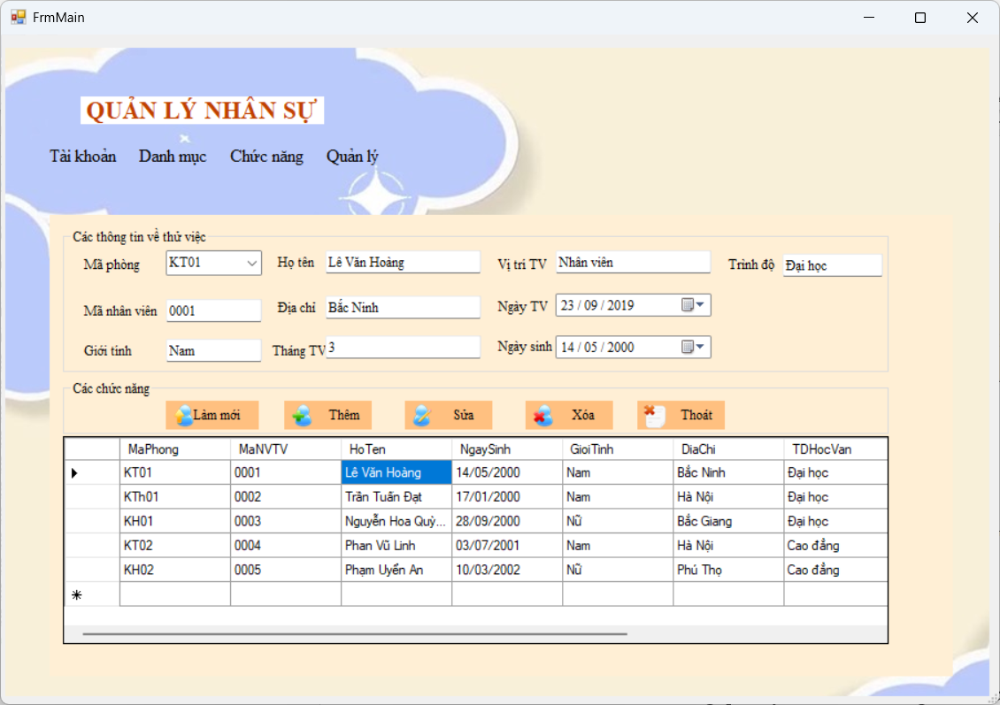 FrmMain
QUẢN LÝ NHÂN SỰ
Tài khoản Danh mục Chức năng Quản lý
Các thông tin về thử việc
Mã phòng KT01 Họ tên Lê Văn Hoàng Vị trí TV Nhân viên Trình độ Đại học
Mã nhân viên 0001 Địa chỉ Bắc Ninh Ngày TV 23 / 09 / 2019
Giới tính Nam Tháng TV 3 Ngày sinh 14 / 05 / 2000
Các chức năng
Làm mới Thêm Sửa Xóa Thoát
MaPhong MaNVTV HoTen NgaySinh GioiTinh DiaChi TDHocVan
KT01 0001 Lê Văn Hoàng 14/05/2000 Nam Bắc Ninh Đại học
KTh01 0002 Trần Tuấn Đạt 17/01/2000 Nam Hà Nội Đại học
KH01 0003 Nguyễn Hoa Quỳ... 28/09/2000 Nữ Bắc Giang Đại học
KT02 0004 Phan Vũ Linh 03/07/2001 Nam Hà Nội Cao đẳng
KH02 0005 Phạm Uyển An 10/03/2002 Nữ Phú Thọ Cao đẳng